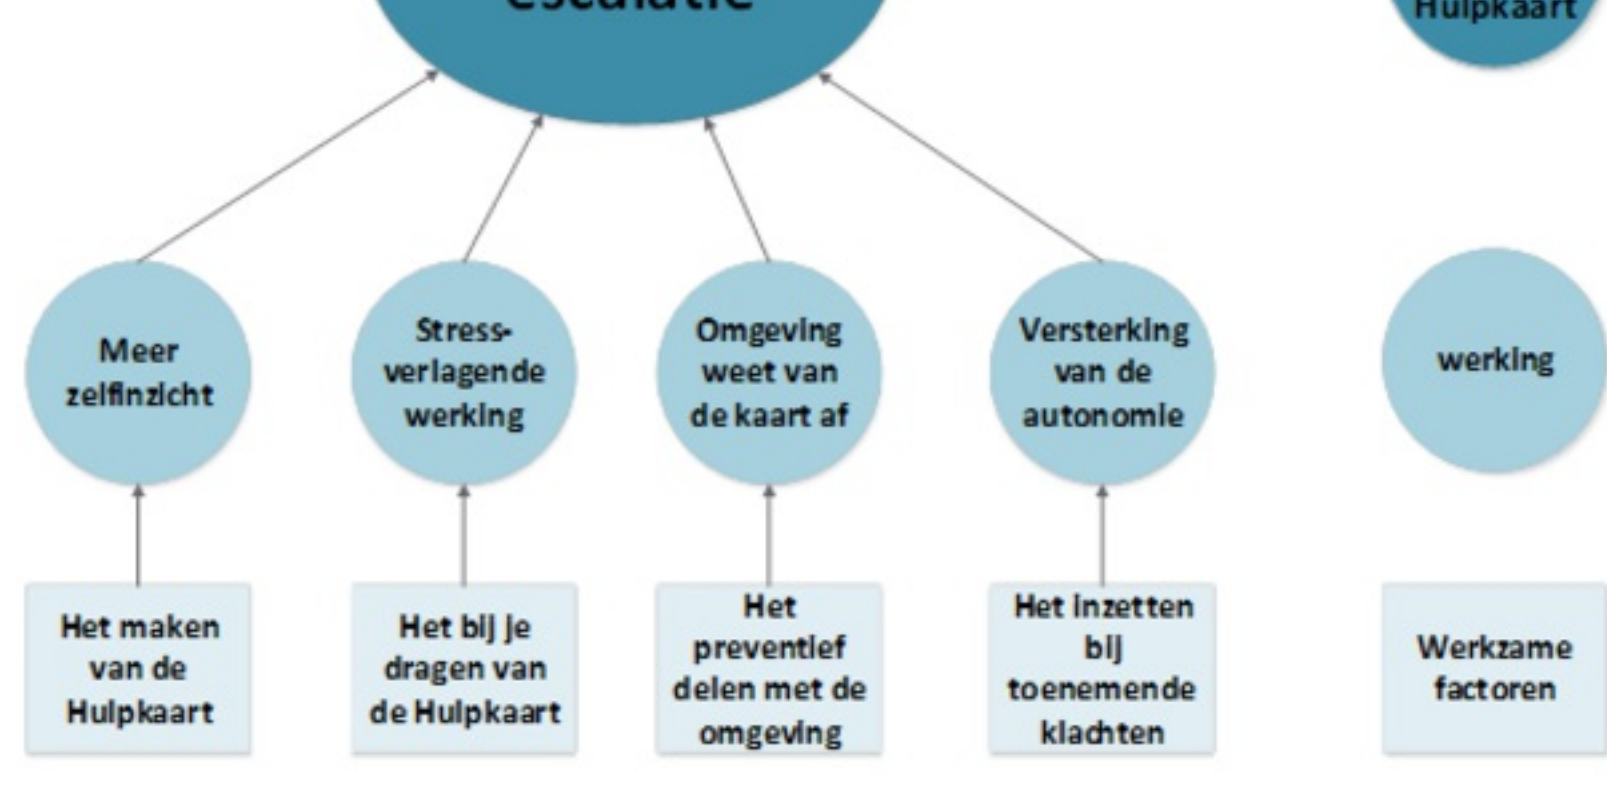 escalatie
Hulpkaart
Meer
zelfinzicht
Stress-
verlagende
werking
Omgeving
weet van
de kaart af
Versterking
van de
autonomie
werking
Het maken
van de
Hulpkaart
Het bij je
dragen van
de Hulpkaart
Het
preventief
delen met de
omgeving
Het inzetten
bij
toenemende
klachten
Werkzame
factoren